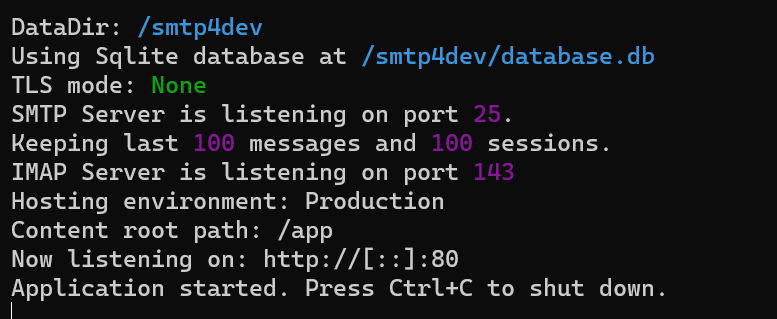 DataDir: /smtp4dev
Using Sqlite database at /smtp4dev/database.db
TLS mode: None
SMTP Server is listening on port 25.
Keeping last 100 messages and 100 sessions.
IMAP Server is listening on port 143
Hosting environment: Production
Content root path: /app
Now listening on: http://[::]:80
Application started. Press Ctrl+C to shut down.